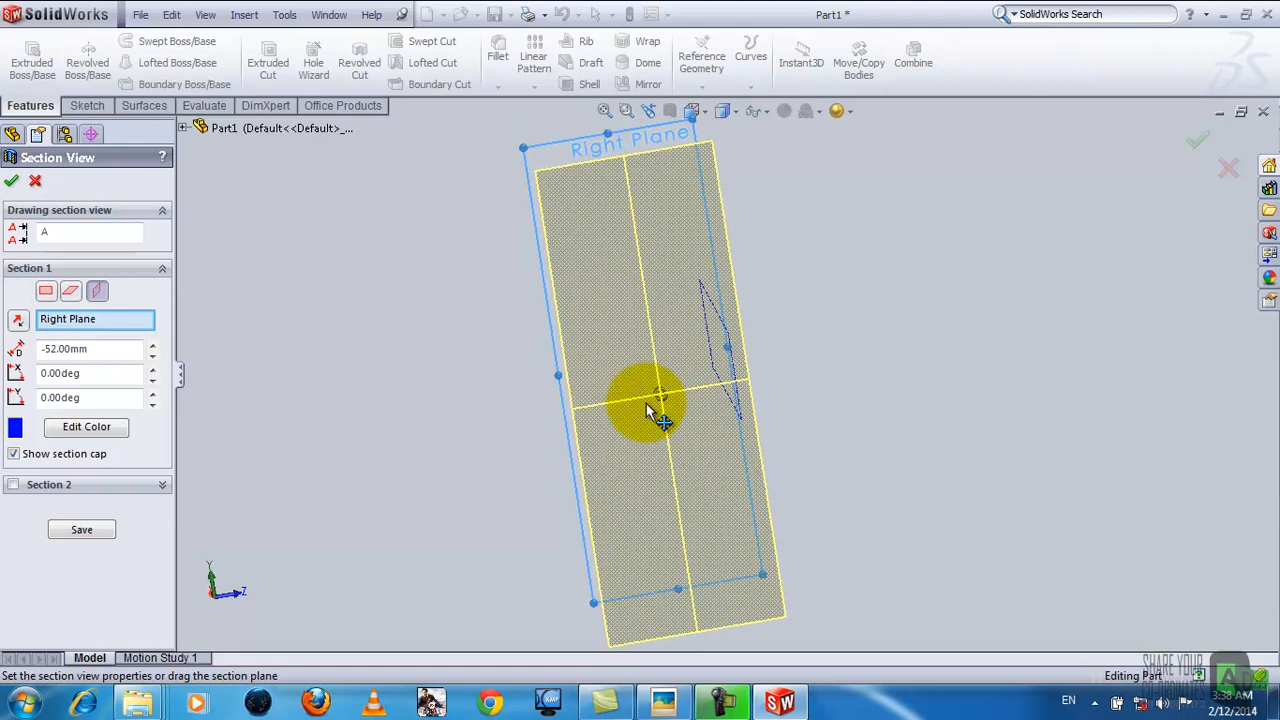 SolidWorks File Edit View Insert Tools Window Help Part1 * SolidWorks Search
Extruded Boss/Base
Revolved Boss/Base
Swept Boss/Base
Lofted Boss/Base
Boundary Boss/Base
Extruded Cut
Hole Wizard
Revolved Cut
Swept Cut
Lofted Cut
Boundary Cut
Fillet
Linear Pattern
Rib
Draft
Shell
Wrap
Dome
Mirror
Reference Geometry
Curves
Instant3D
Move/Copy Bodies
Combine
Features Sketch Surfaces Evaluate DimXpert Office Products
Part1 (Default<<Default>_...
Section View ?
Drawing section view
A
Section 1
Right Plane
-52.00mm
0.00deg
0.00deg
Edit Color
Show section cap
Section 2
Save
Right Plane
Y
Z
Model Motion Study 1
Set the section view properties or drag the section plane Editing Part
SHARE YOUR
EN 3:38 AM
2/12/2014